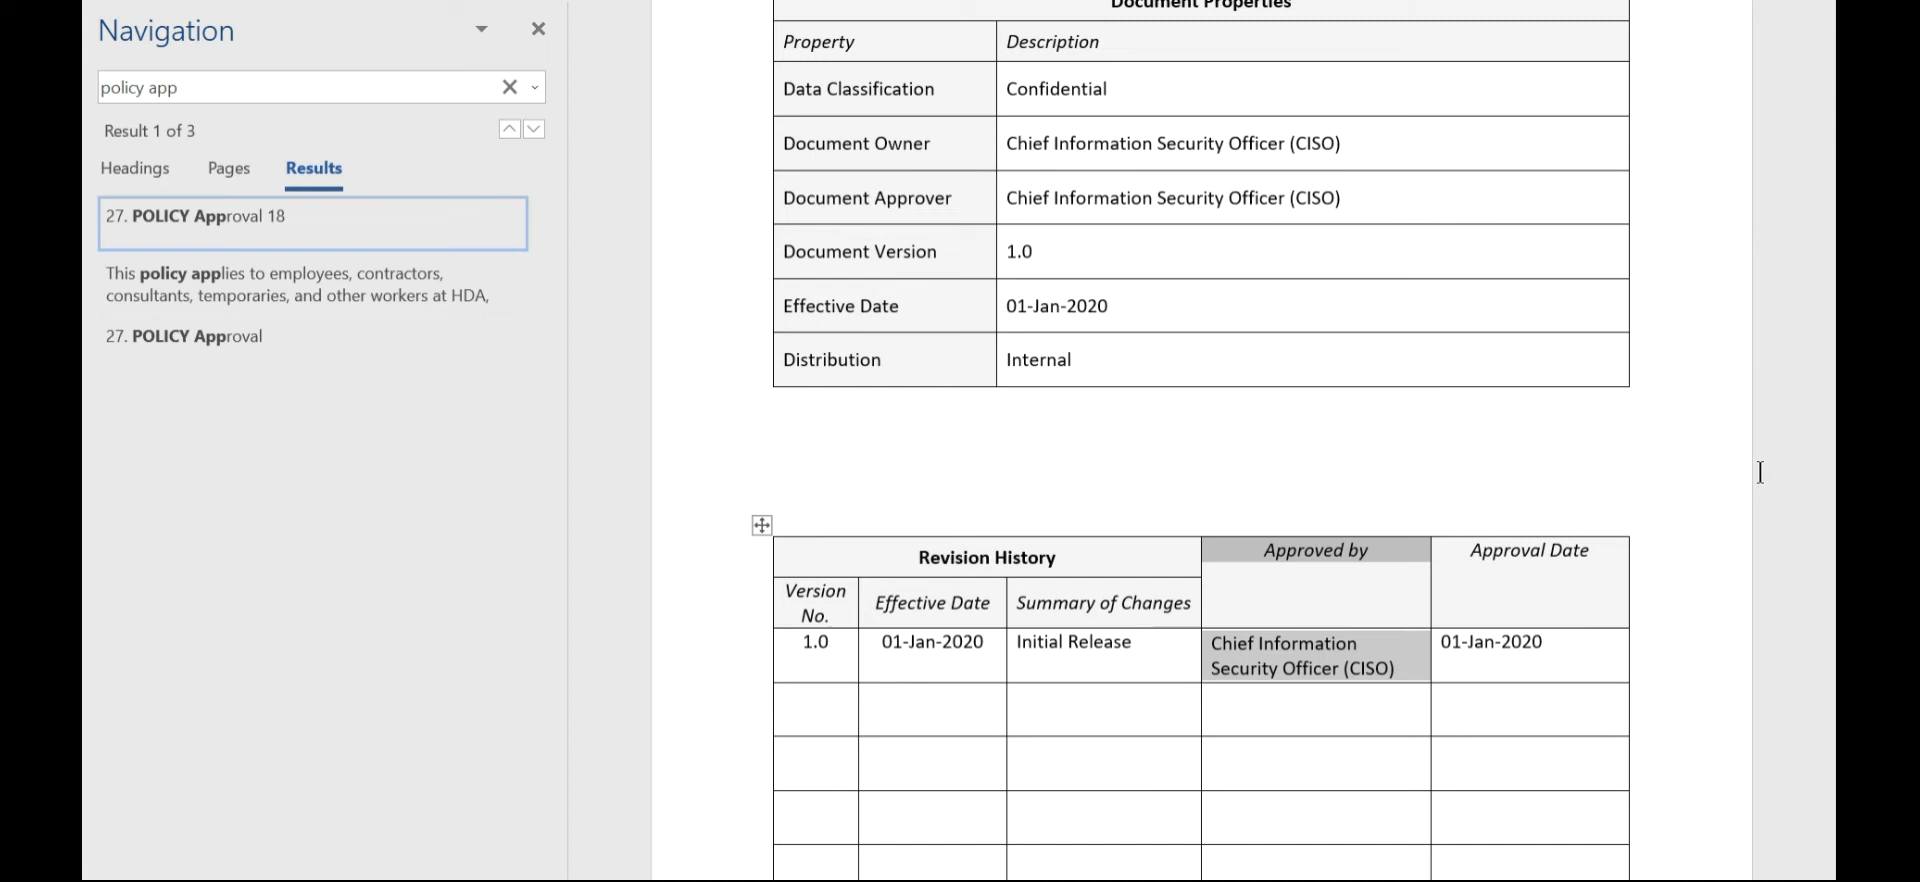 Navigation
policy app
Result 1 of 3
Headings Pages Results
27. POLICY Approval 18
This policy applies to employees, contractors,
consultants, temporaries, and other workers at HDA,
27. POLICY Approval
Document Properties
Property Description
Data Classification Confidential
Document Owner Chief Information Security Officer (CISO)
Document Approver Chief Information Security Officer (CISO)
Document Version 1.0
Effective Date 01-Jan-2020
Distribution Internal
Revision History Approved by Approval Date
Version
No. Effective Date Summary of Changes
1.0 01-Jan-2020 Initial Release Chief Information
Security Officer (CISO) 01-Jan-2020